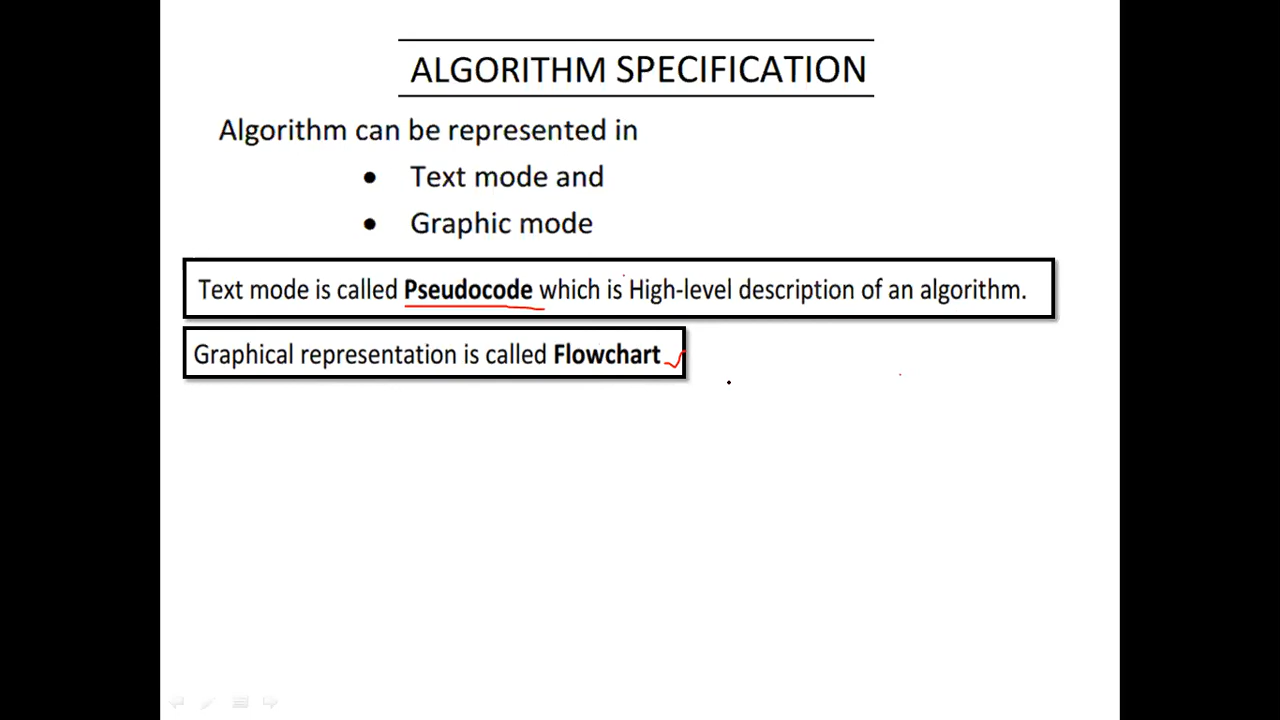 ALGORITHM SPECIFICATION
Algorithm can be represented in
• Text mode and
• Graphic mode
Text mode is called Pseudocode which is High-level description of an algorithm.
Graphical representation is called Flowchart